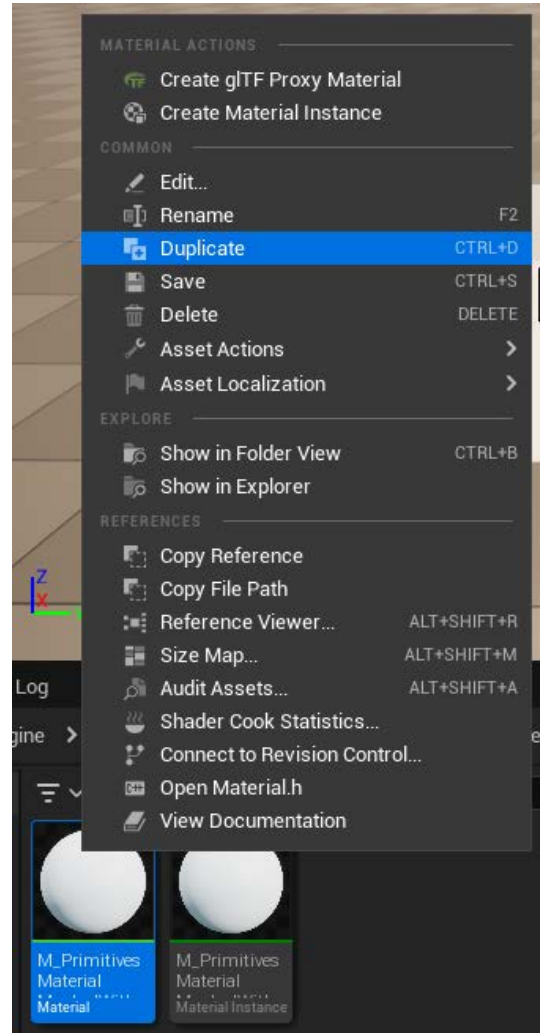 MATERIAL ACTIONS
Create glTF Proxy Material
Create Material Instance
COMMON
Edit...
Rename F2
Duplicate CTRL+D
Save CTRL+S
Delete DELETE
Asset Actions
Asset Localization
EXPLORE
Show in Folder View CTRL+B
Show in Explorer
REFERENCES
Copy Reference
Copy File Path
Z
X
Reference Viewer... ALT+SHIFT+R
Size Map... ALT+SHIFT+M
Log
Audit Assets... ALT+SHIFT+A
Shader Cook Statistics...
gine
Connect to Revision Control...
Open Material.h
View Documentation
M_Primitives
Material
Material
M_Primitives
Material
Material Instance